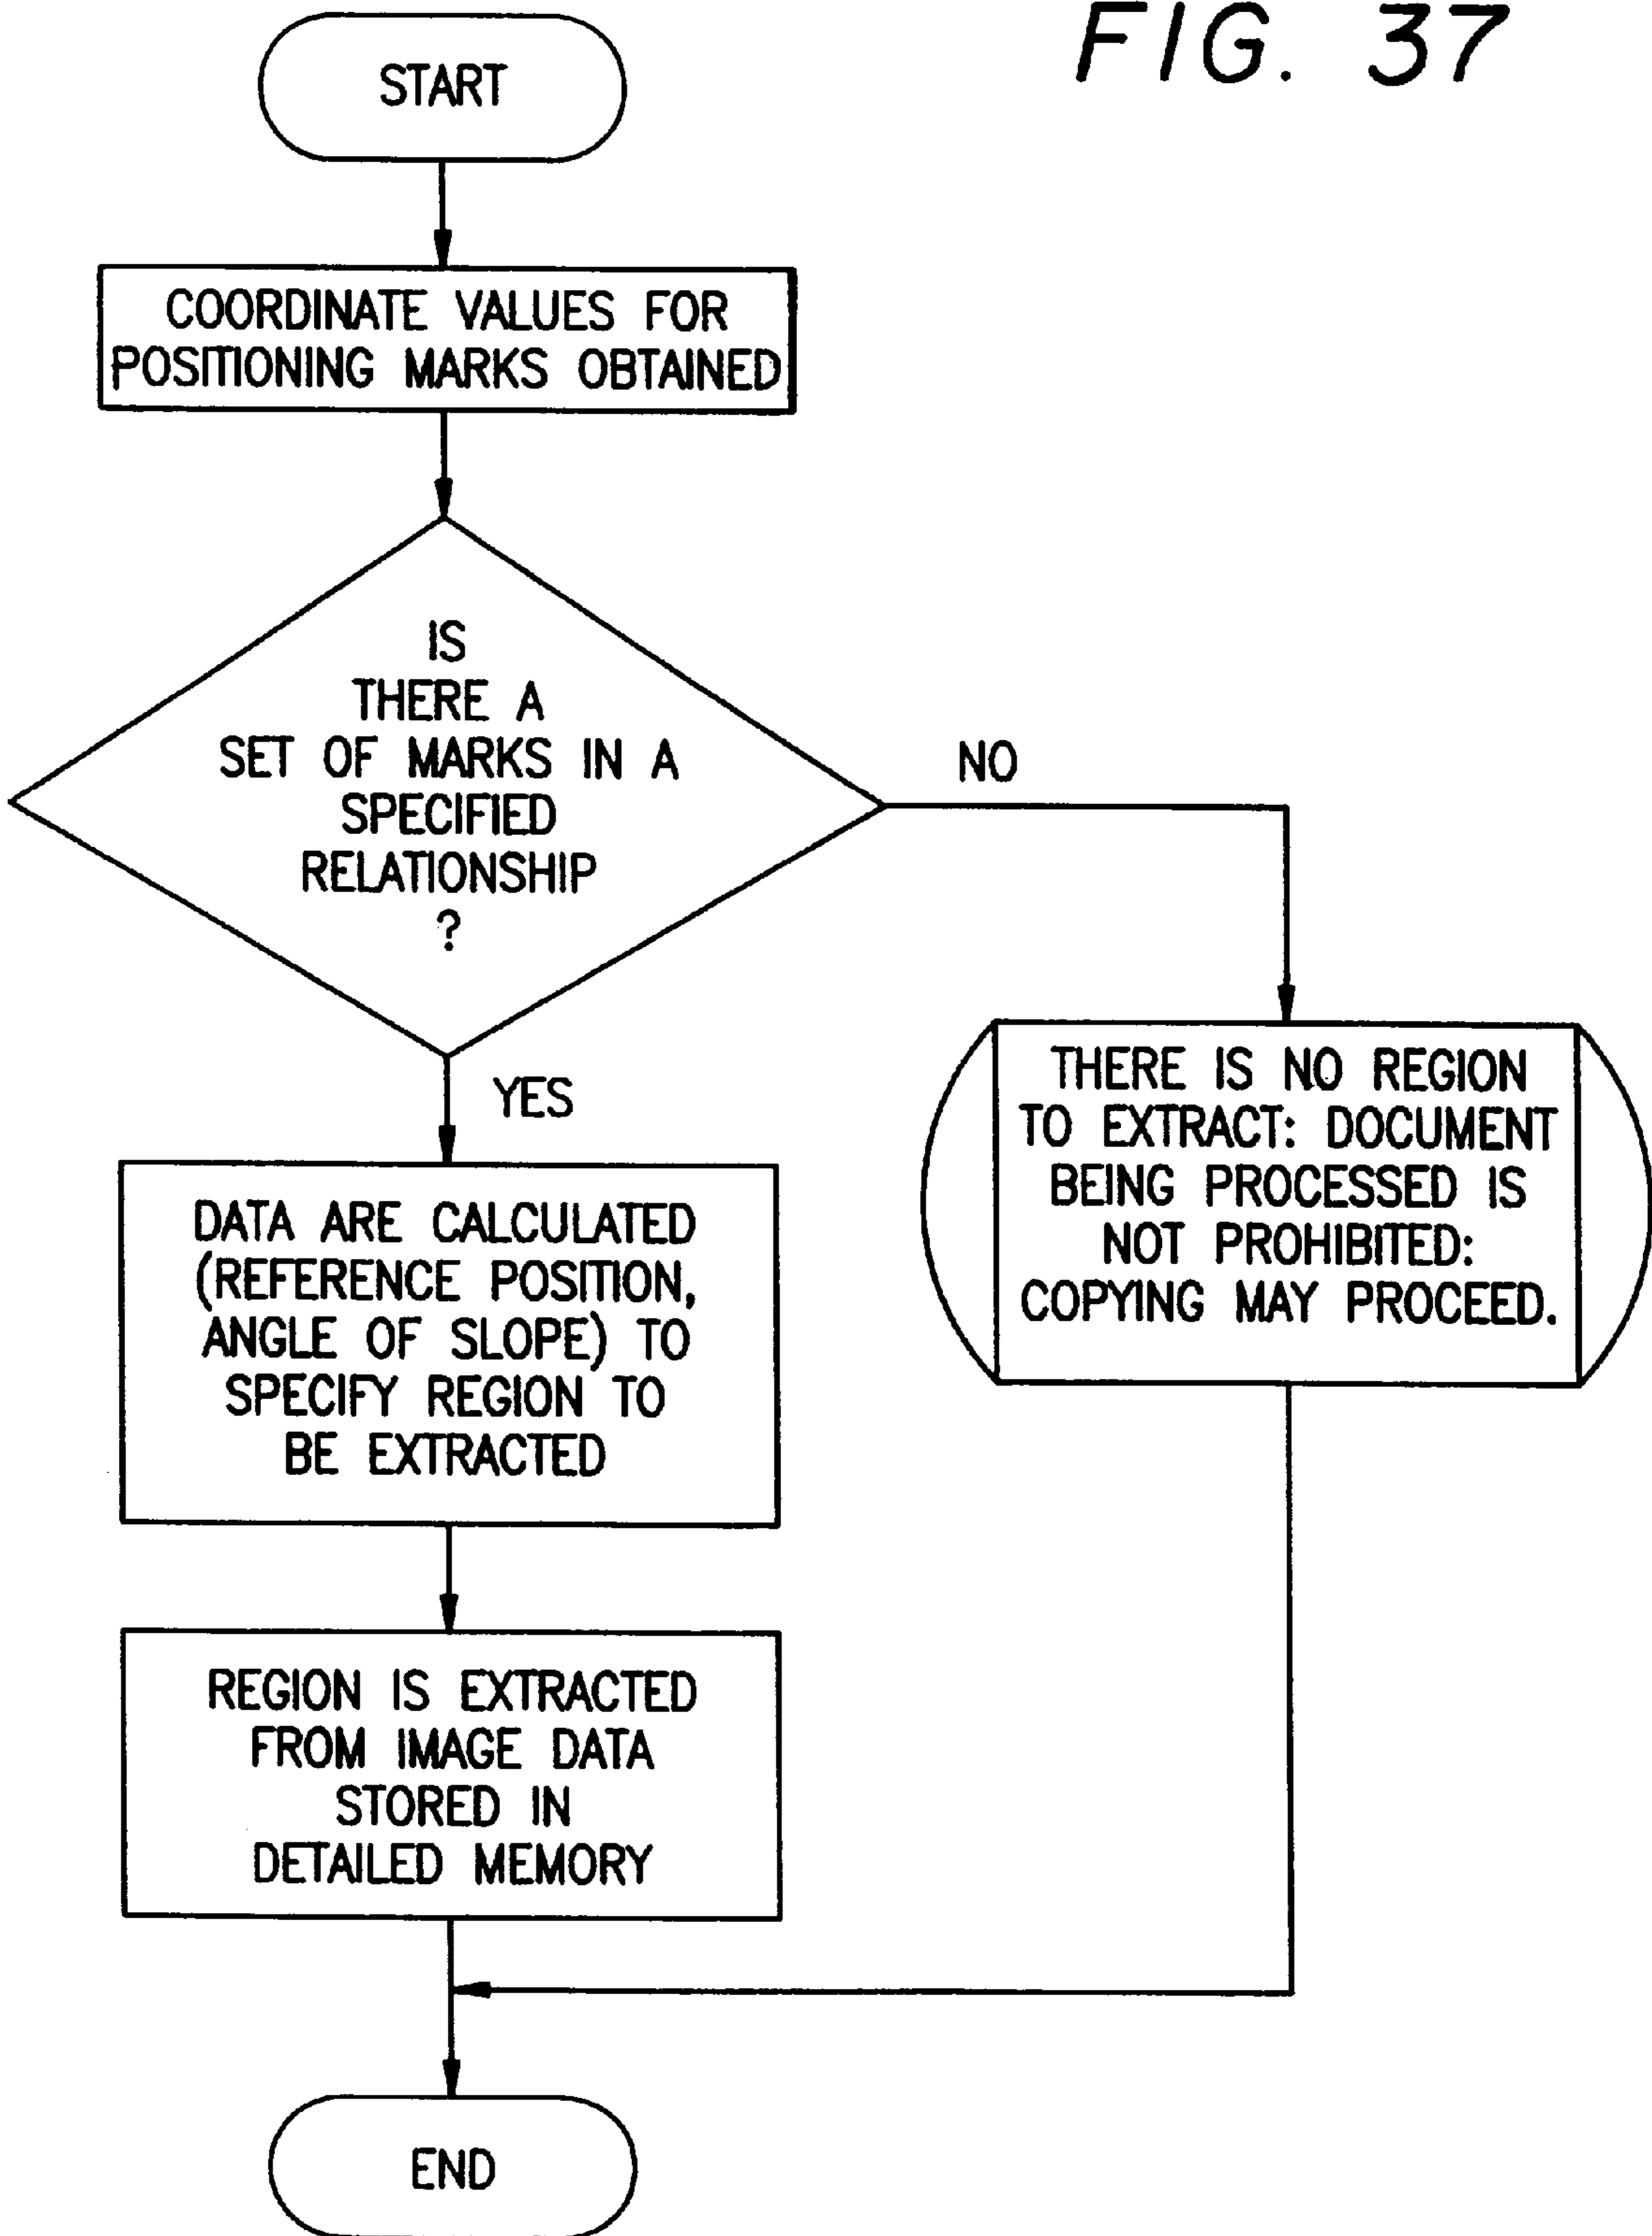 FIG. 37
START
COORDINATE VALUES FOR
POSITIONING MARKS OBTAINED
IS
THERE A
SET OF MARKS IN A
SPECIFIED
RELATIONSHIP
?
NO
YES
THERE IS NO REGION
TO EXTRACT: DOCUMENT
BEING PROCESSED IS
NOT PROHIBITED:
COPYING MAY PROCEED.
DATA ARE CALCULATED
(REFERENCE POSITION,
ANGLE OF SLOPE) TO
SPECIFY REGION TO
BE EXTRACTED
REGION IS EXTRACTED
FROM IMAGE DATA
STORED IN
DETAILED MEMORY
END